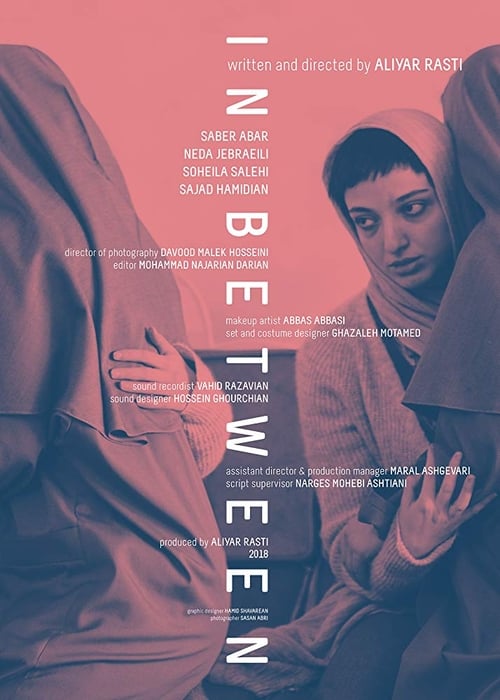 IN BETWEEN
written and directed by ALIYAR RASTI
SABER ABAR
NEDA JEBRAEILI
SOHEILA SALEHI
SAJAD HAMIDIAN
director of photography DAVOOD MALEK HOSSEINI
editor MOHAMMAD NAJARIAN DARIAN
makeup artist ABBAS ABBASI
set and costume designer GHAZALEH MOTAMED
sound recordist VAHID RAZAVIAN
sound designer HOSSEIN GHOURCHIAN
assistant director & production manager MARAL ASHGEVARI
script supervisor NARGES MOHEBI ASHTIANI
produced by ALIYAR RASTI
2018
graphic designer HAMID SHAVAREAN
photographer SASAN ABRI